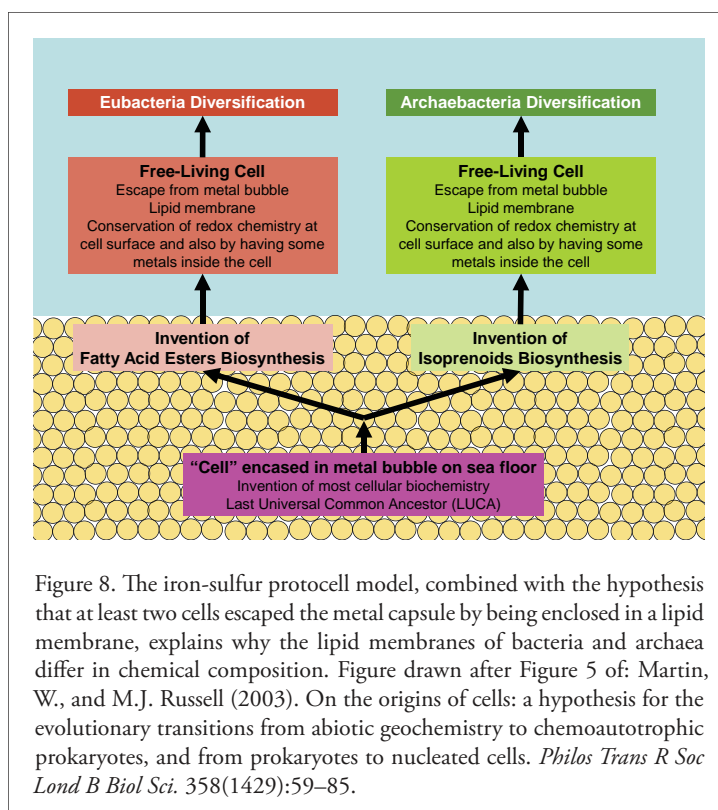 Eubacteria Diversification
Archaebacteria Diversification
Free-Living Cell
Escape from metal bubble
Lipid membrane
Conservation of redox chemistry at
cell surface and also by having some
metals inside the cell
Free-Living Cell
Escape from metal bubble
Lipid membrane
Conservation of redox chemistry at
cell surface and also by having some
metals inside the cell
Invention of
Fatty Acid Esters Biosynthesis
Invention of
Isoprenoids Biosynthesis
“Cell” encased in metal bubble on sea floor
Invention of most cellular biochemistry
Last Universal Common Ancestor (LUCA)
Figure 8. The iron-sulfur protocell model, combined with the hypothesis
that at least two cells escaped the metal capsule by being enclosed in a lipid
membrane, explains why the lipid membranes of bacteria and archaea
differ in chemical composition. Figure drawn after Figure 5 of: Martin,
W., and M.J. Russell (2003). On the origins of cells: a hypothesis for the
evolutionary transitions from abiotic geochemistry to chemoautotrophic
prokaryotes, and from prokaryotes to nucleated cells. Philos Trans R Soc
Lond B Biol Sci. 358(1429):59–85.